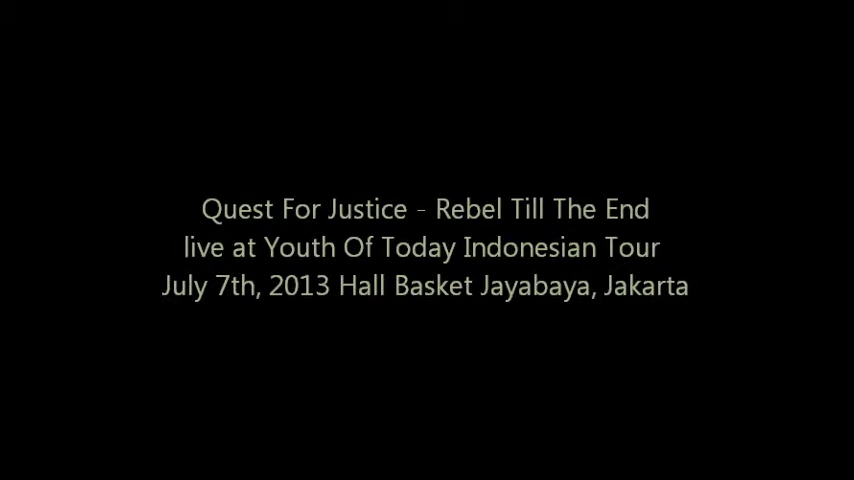 Quest For Justice - Rebel Till The End
live at Youth Of Today Indonesian Tour
July 7th, 2013 Hall Basket Jayabaya, Jakarta